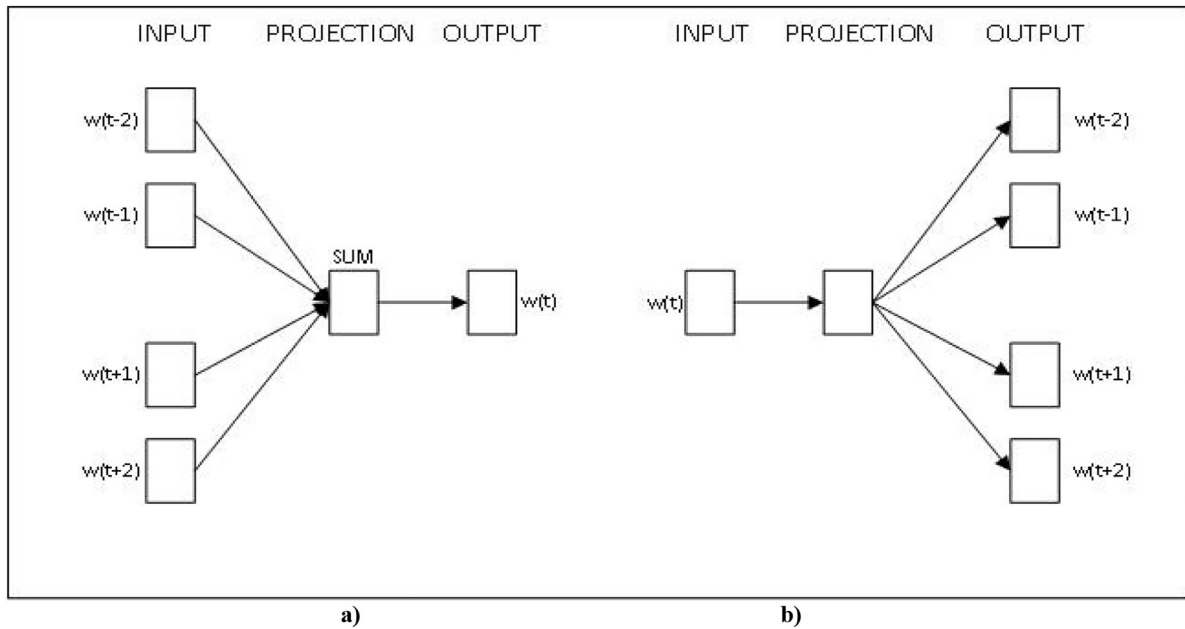 INPUT PROJECTION OUTPUT
w(t-2)
w(t-1)
SUM
w(t)
w(t+1)
w(t+2)
INPUT PROJECTION OUTPUT
w(t-2)
w(t-1)
w(t)
w(t+1)
w(t+2)
a) b)